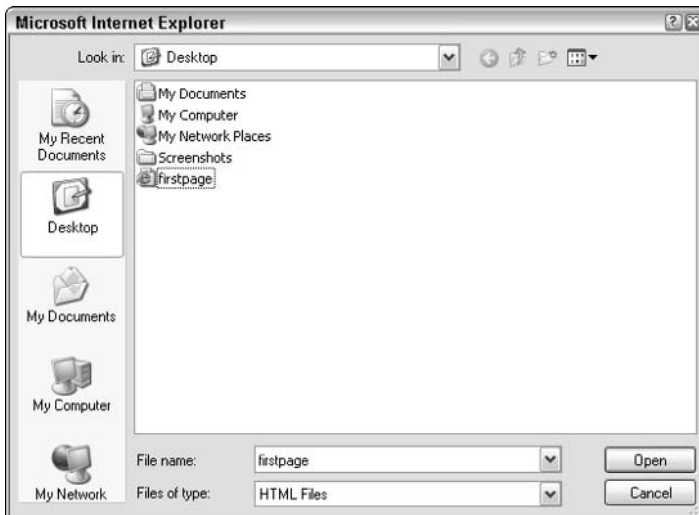 Microsoft Internet Explorer
Look in:
Desktop
My Recent
Documents
Desktop
My Documents
My Computer
My Network
My Documents
My Computer
My Network Places
Screenshots
firstpage
File name:
firstpage
Open
Files of type:
HTML Files
Cancel